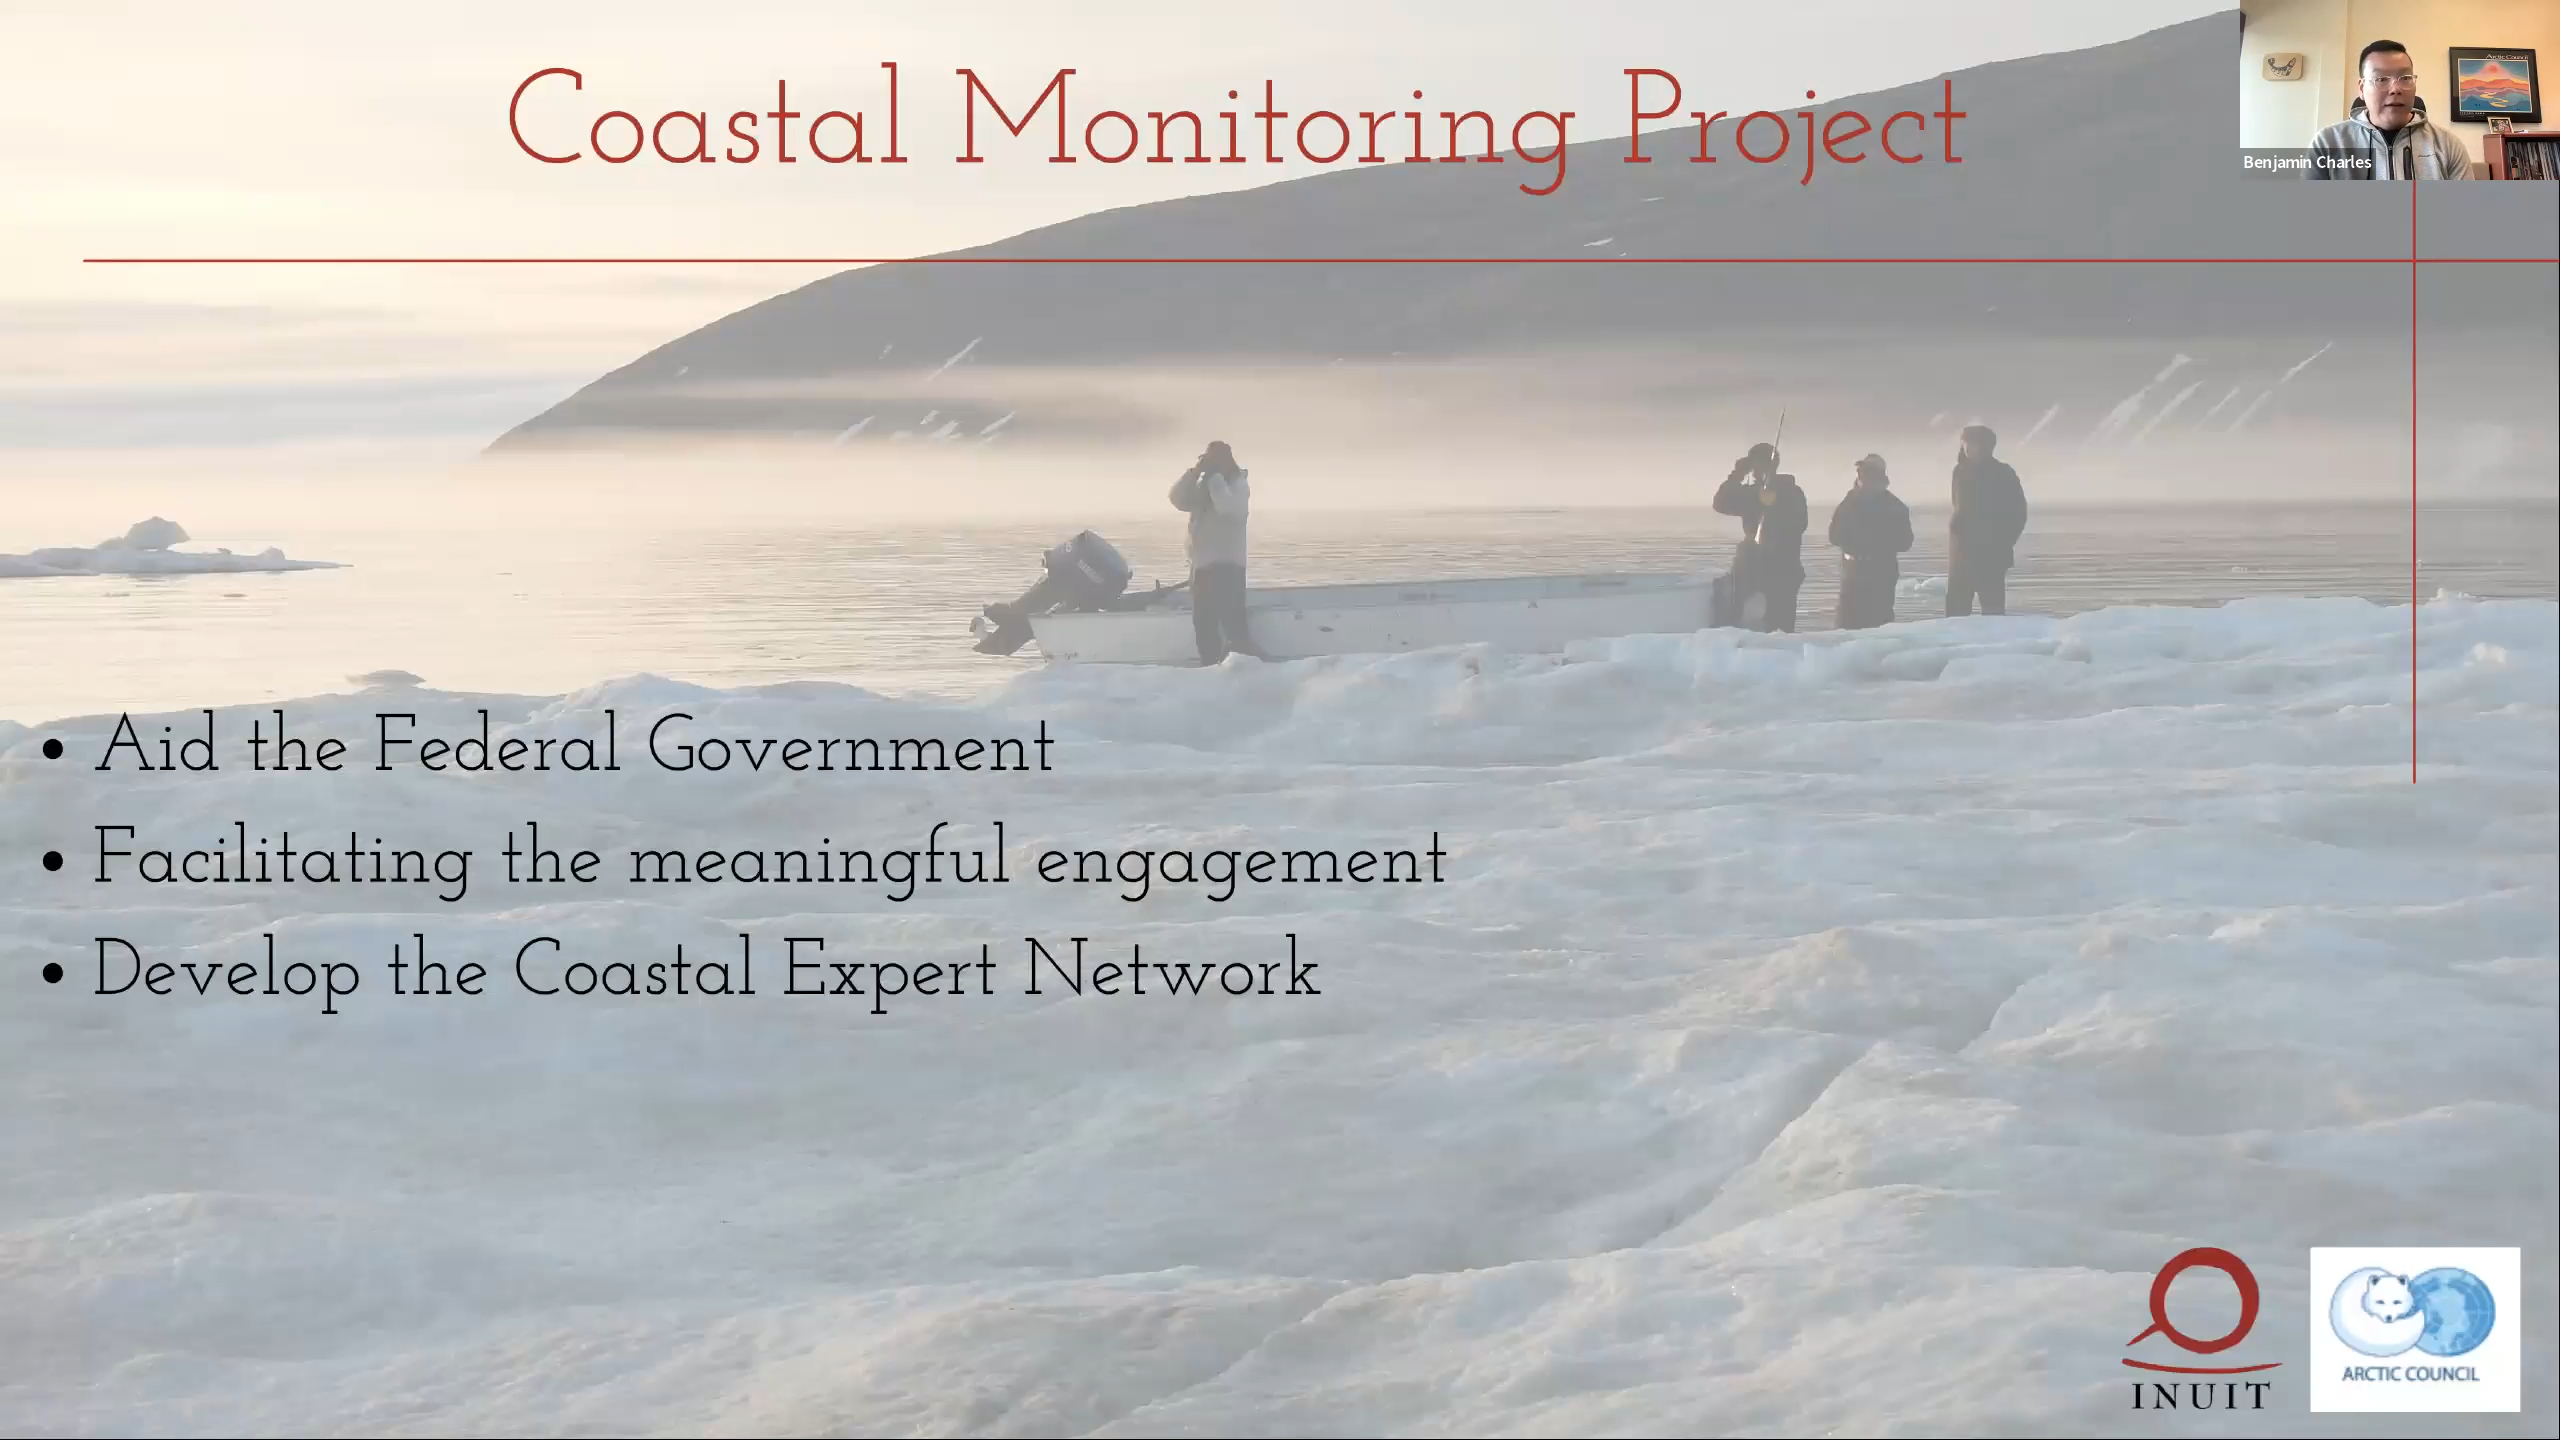 Coastal Monitoring Project
Benjamin Charles
• Aid the Federal Government
• Facilitating the meaningful engagement
• Develop the Coastal Expert Network
INUIT
ARCTIC COUNCIL